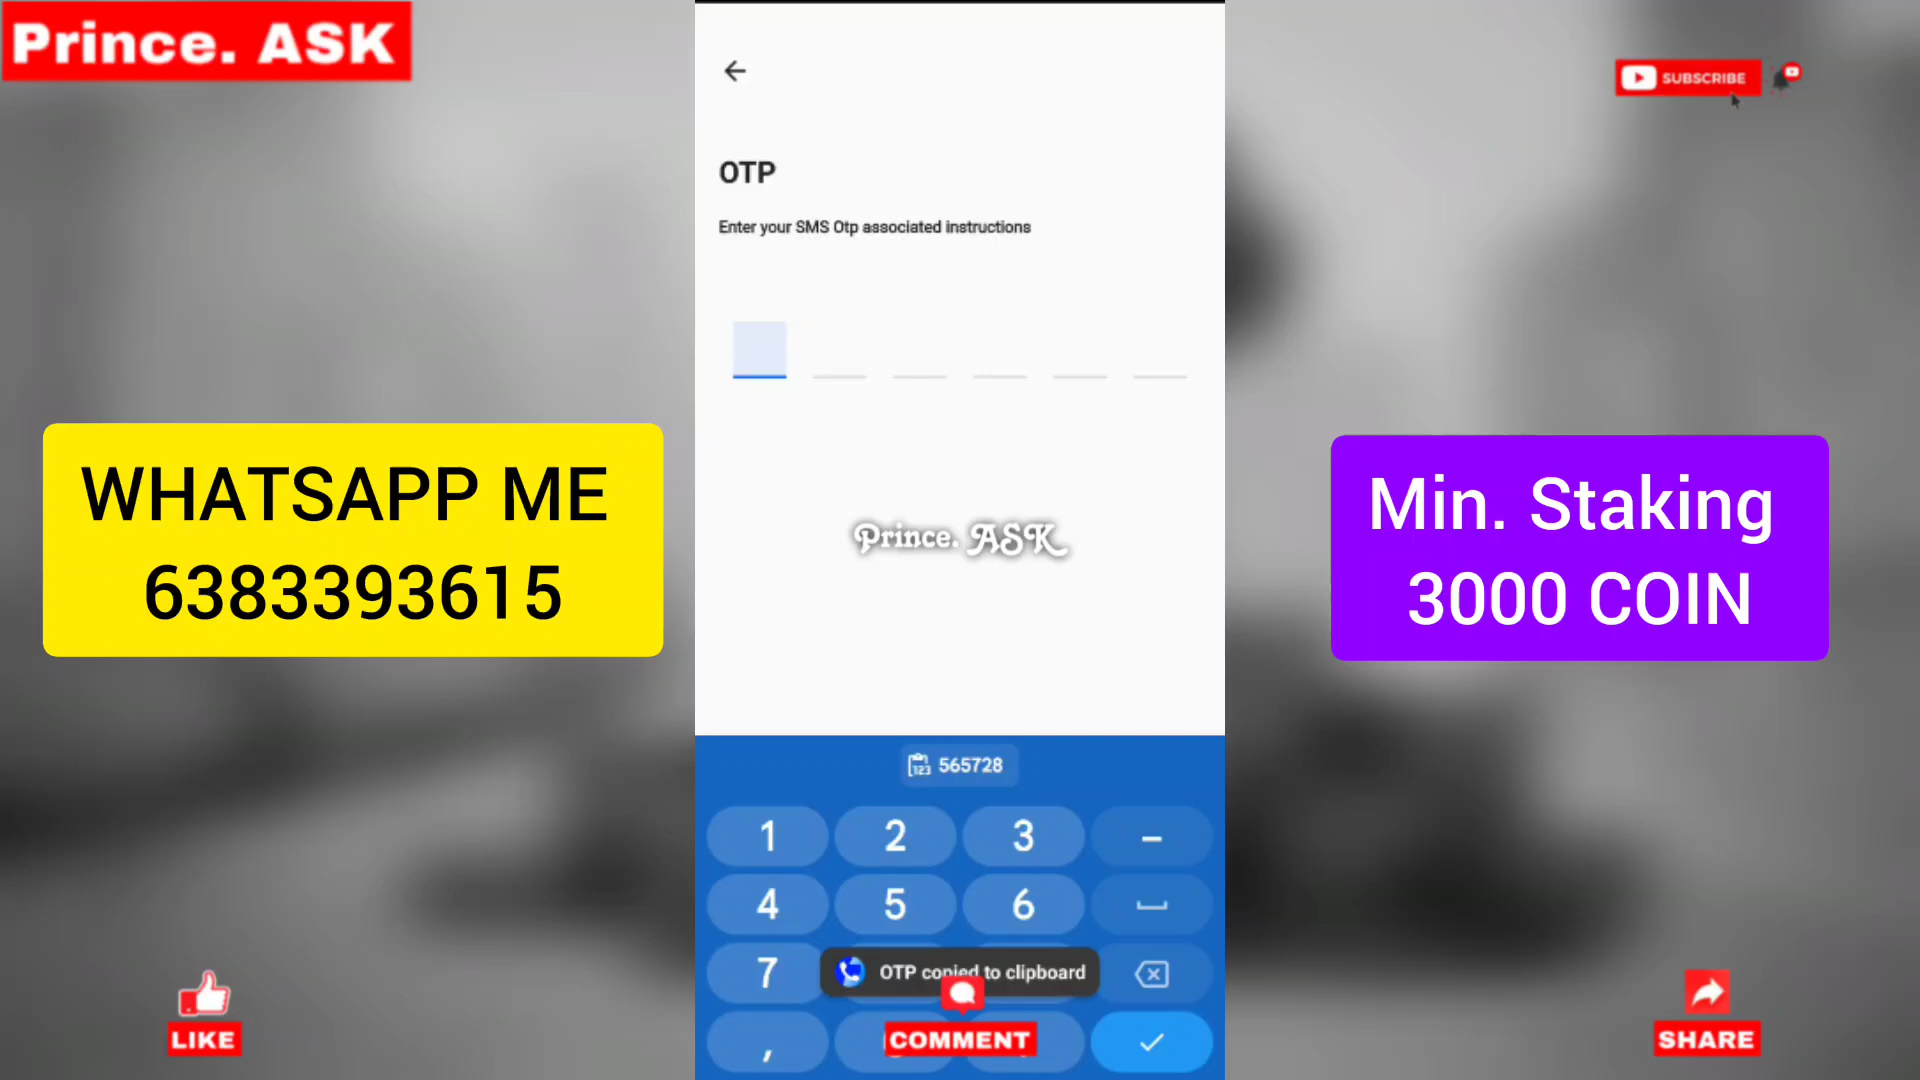 Prince. ASK
SUBSCRIBE
OTP
Enter your SMS Otp associated instructions
WHATSAPP ME
6383393615
Min. Staking
3000 COIN
Prince. ASK
123 565728
1 2 3 –
4 5 6
7
OTP copied to clipboard
,
LIKE
COMMENT
SHARE